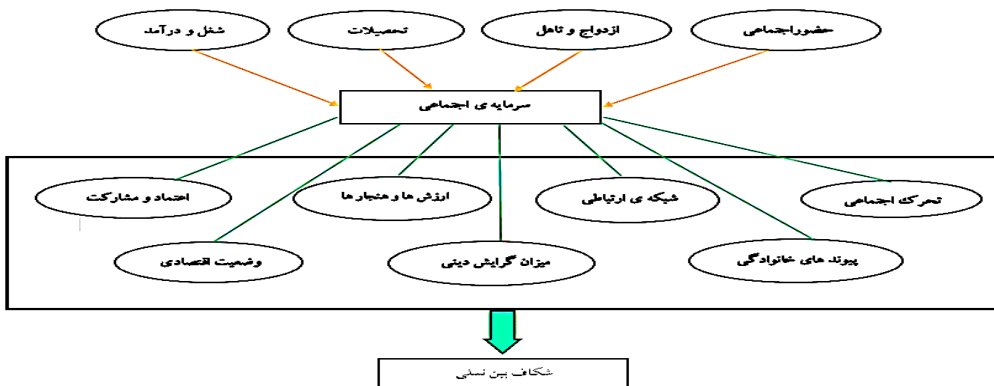 حضوراجتماعی
ازدواج و تاهل
تحصیلات
شغل و درآمد
سرمایه ی اجتماعی
تحرک اجتماعی
شبکه ی ارتباطی
ارزش ها و هنجارها
اعتماد و مشارکت
پیوند های خانوادگی
میزان گرایش دینی
وضعیت اقتصادی
شکاف بین نسلی